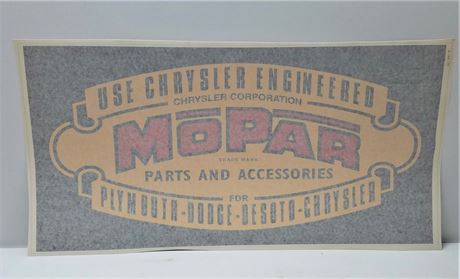 USE CHRYSLER ENGINEERED
CHRYSLER CORPORATION
MOPAR
TRADE MARK
PARTS AND ACCESSORIES
FOR
PLYMOUTH-DODGE-DESOTO-CHRYSLER